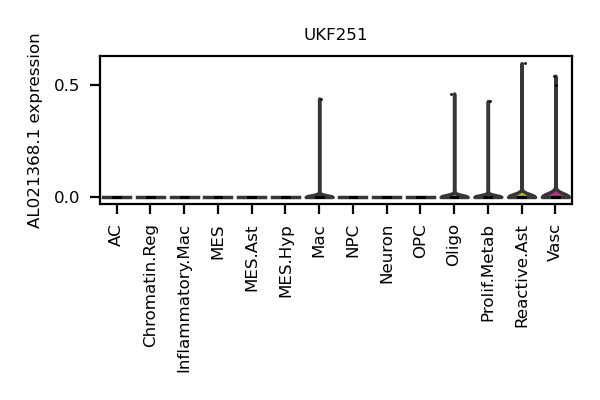 UKF251
AL021368.1 expression
0.5
0.0
AC
Chromatin.Reg
Inflammatory.Mac
MES
MES.Ast
MES.Hyp
Mac
NPC
Neuron
OPC
Oligo
Prolif.Metab
Reactive.Ast
Vasc